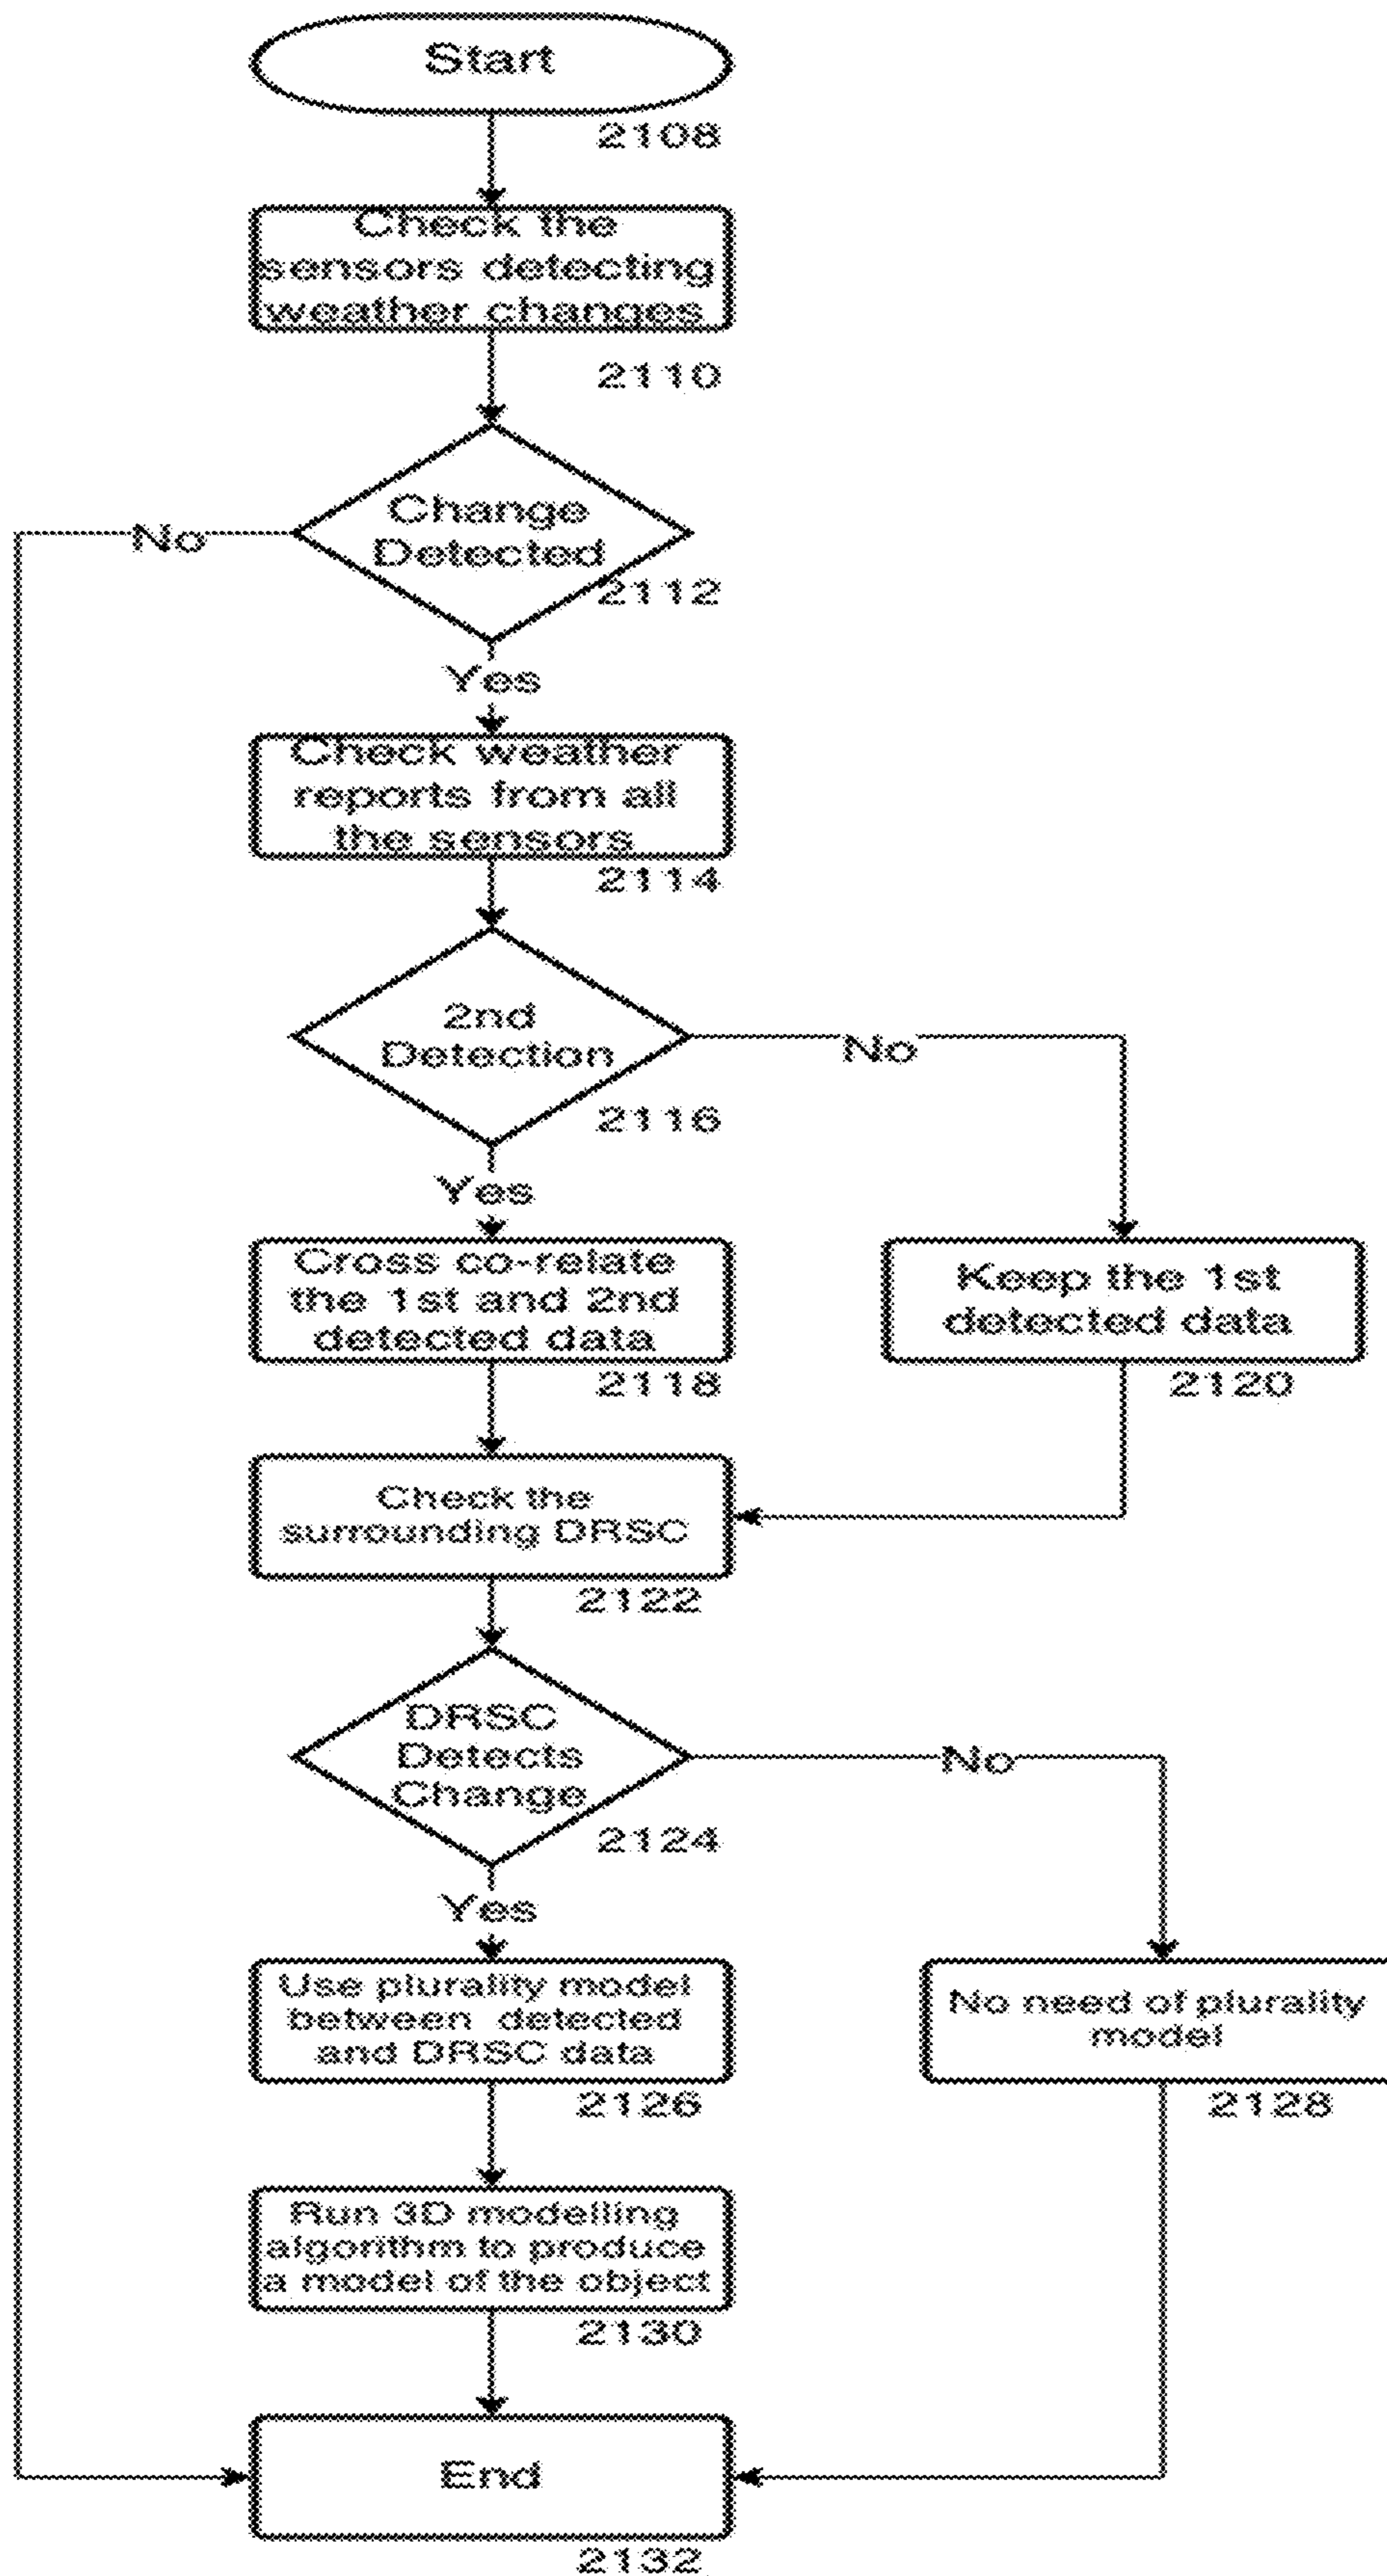 Start
2108
Check the
sensors detecting
weather changes
2110
Change
Detected
2112
No
Yes
Check weather
reports from all
the sensors
2114
2nd
Detection
2116
No
Yes
Cross co-relate
the 1st and 2nd
detected data
2118
Keep the 1st
detected data
2120
Check the
surrounding DRSC
2122
DRSC
Detects
Change
2124
No
Yes
Use plurality model
between detected
and DRSC data
2126
No need of plurality
model
2128
Run 3D modelling
algorithm to produce
a model of the object
2130
End
2132